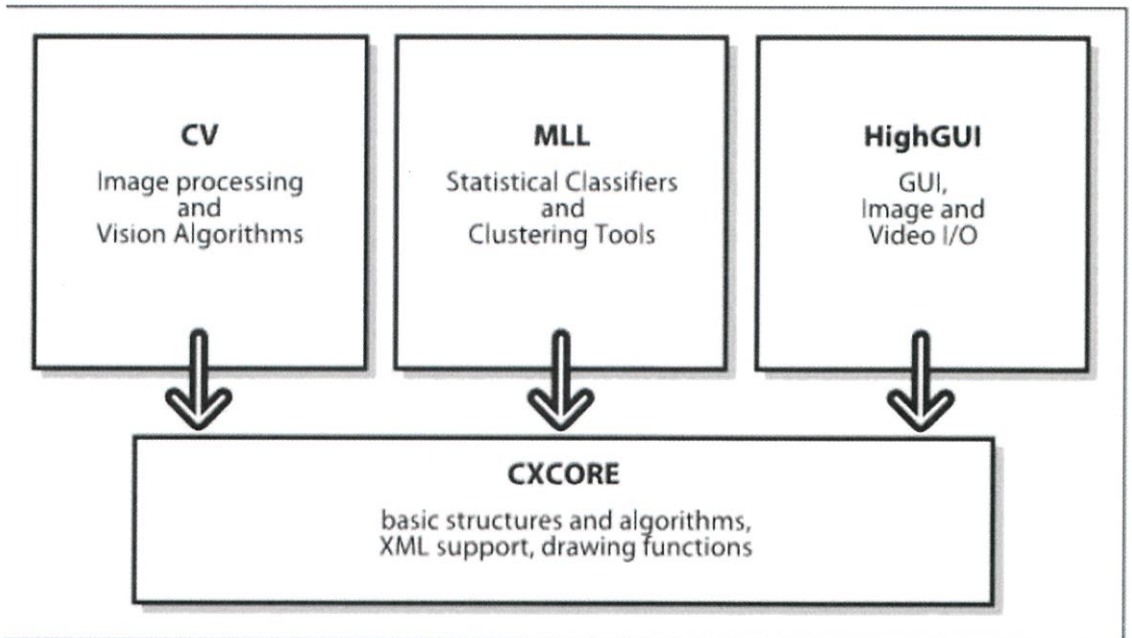 CV
Image processing
and
Vision Algorithms
MLL
Statistical Classifiers
and
Clustering Tools
HighGUI
GUI,
Image and
Video I/O
CXCORE
basic structures and algorithms,
XML support, drawing functions